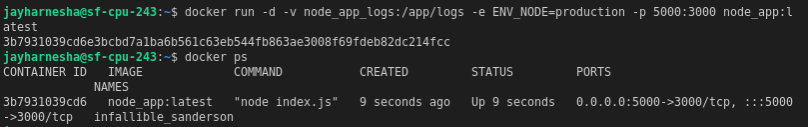 jayharnesha@sf-cpu-243:~$ docker run -d -v node_app_logs:/app/logs -e ENV_NODE=production -p 5000:3000 node_app:l
atest
3b7931039cd6e3bcbd7a1ba6b561c63eb544fb863ae3008f69fdeb82dc214fcc
jayharnesha@sf-cpu-243:~$ docker ps
CONTAINER ID   IMAGE             COMMAND           CREATED         STATUS         PORTS
             NAMES
3b7931039cd6   node_app:latest   "node index.js"   9 seconds ago   Up 9 seconds   0.0.0.0:5000->3000/tcp, :::5000
->3000/tcp   infallible_sanderson